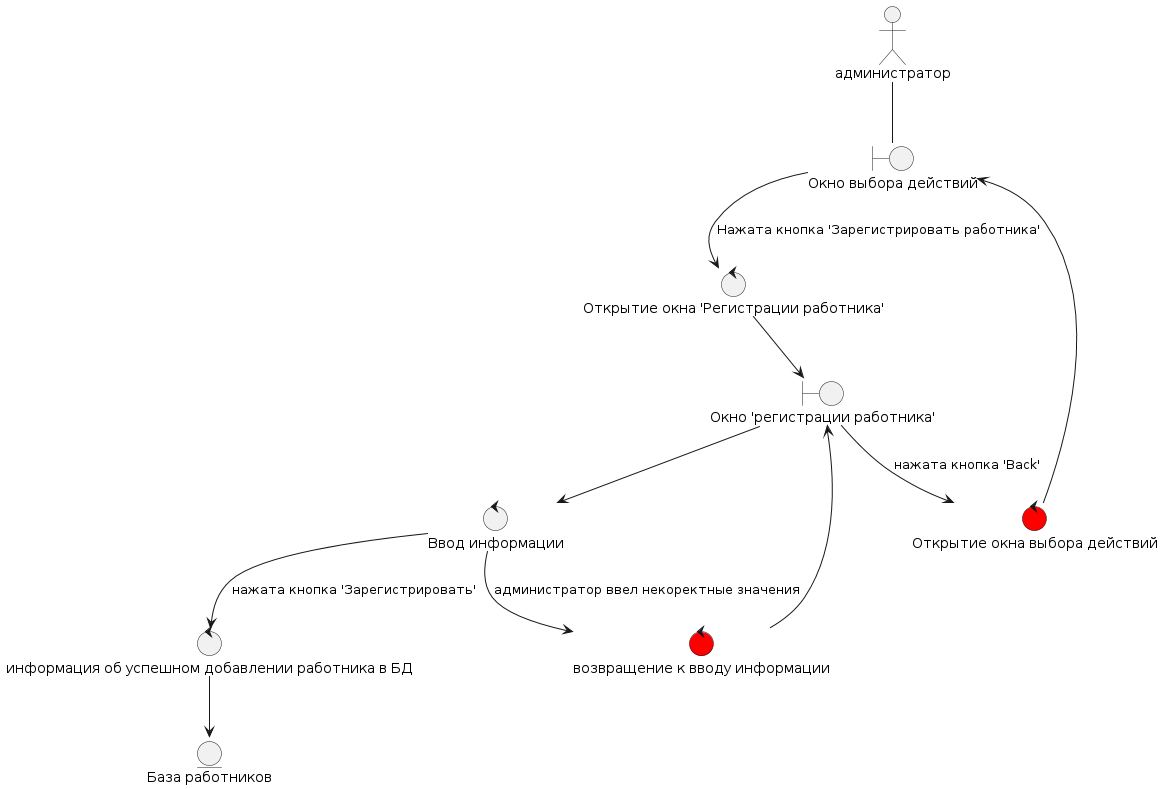 администратор
Окно выбора действий
Нажата кнопка 'Зарегистрировать работника'
Открытие окна 'Регистрации работника'
Окно 'регистрации работника'
нажата кнопка 'Back'
Ввод информации
Открытие окна выбора действий
нажата кнопка 'Зарегистрировать'
администратор ввел некоректные значения
информация об успешном добавлении работника в БД
возвращение к вводу информации
База работников